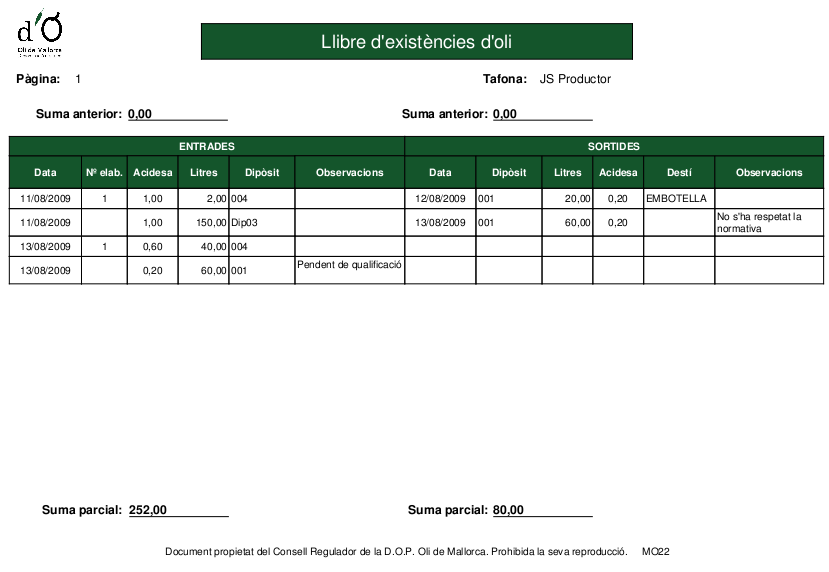 d'O
Oli de Mallorca
Llibre d'existències d'oli
Pàgina: 1 Tafona: JS Productor
Suma anterior: 0,00 Suma anterior: 0,00
ENTRADES SORTIDES
Data Nº elab. Acidesa Litres Dipòsit Observacions Data Dipòsit Litres Acidesa Destí Observacions
11/08/2009 1 1,00 2,00 004 12/08/2009 001 20,00 0,20 EMBOTELLA
11/08/2009 1,00 150,00 Dip03 13/08/2009 001 60,00 0,20 No s'ha respetat la
normativa
13/08/2009 1 0,60 40,00 004
13/08/2009 0,20 60,00 001 Pendent de qualificació
Suma parcial: 252,00 Suma parcial: 80,00
Document propietat del Consell Regulador de la D.O.P. Oli de Mallorca. Prohibida la seva reproducció. MO22